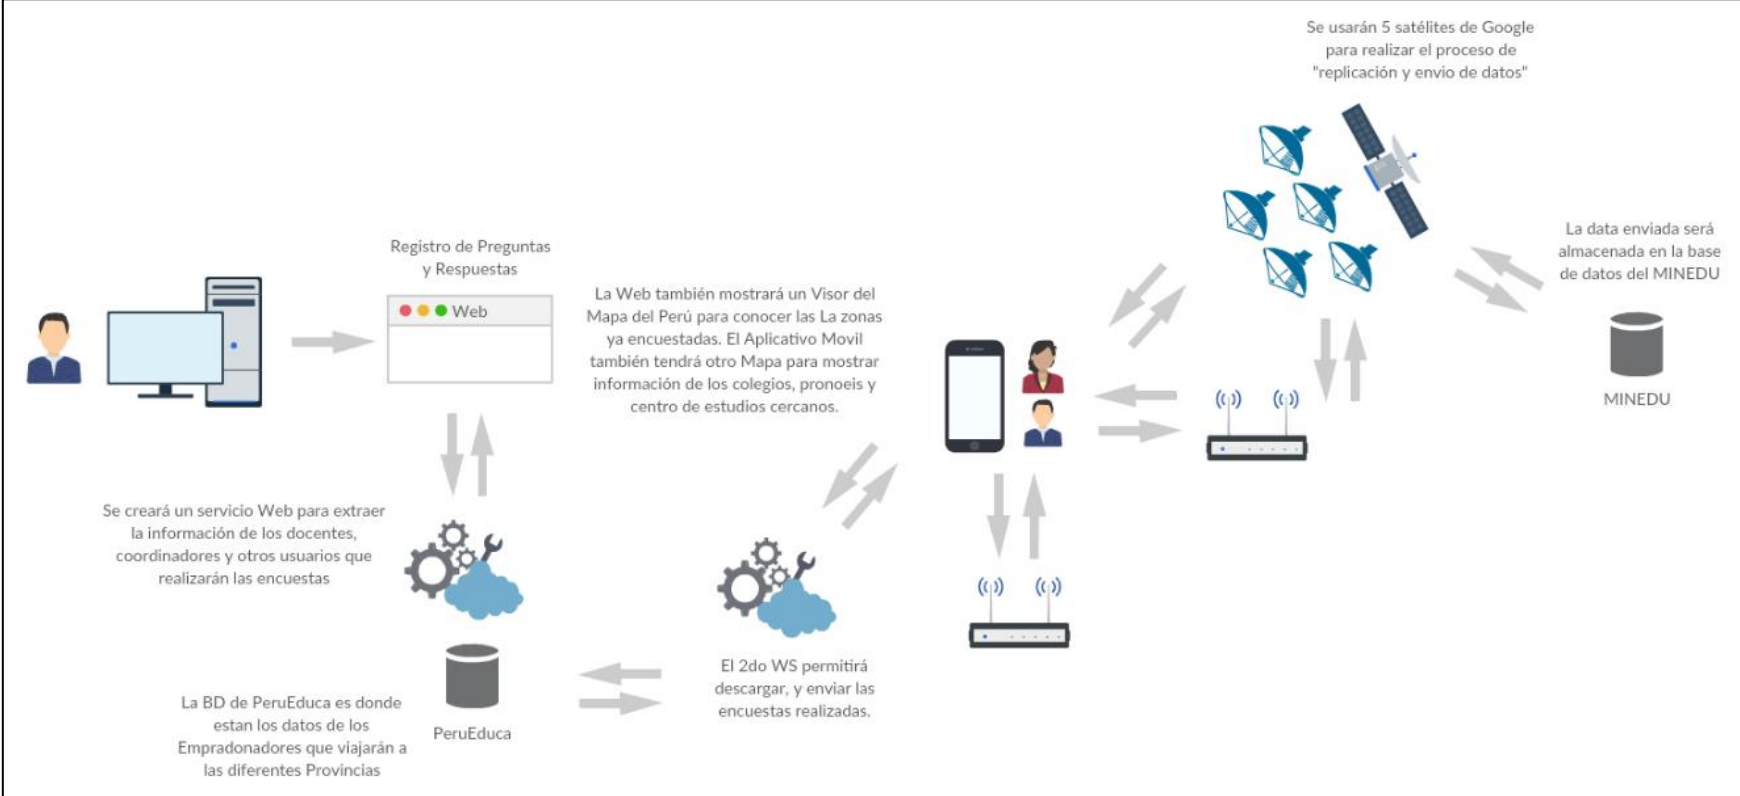 Se usarán 5 satélites de Google
para realizar el proceso de
"replicación y envio de datos"
La data enviada será
almacenada en la base
de datos del MINEDU
MINEDU
Registro de Preguntas
y Respuestas
Web
La Web también mostrará un Visor del
Mapa del Perú para conocer las La zonas
ya encuestadas. El Aplicativo Movil
también tendrá otro Mapa para mostrar
información de los colegios, pronoeis y
centro de estudios cercanos.
Se creará un servicio Web para extraer
la información de los docentes,
coordinadores y otros usuarios que
realizarán las encuestas
El 2do WS permitirá
descargar, y enviar las
encuestas realizadas.
La BD de PeruEduca es donde
estan los datos de los
Empradonadores que viajarán a
las diferentes Provincias
PeruEduca